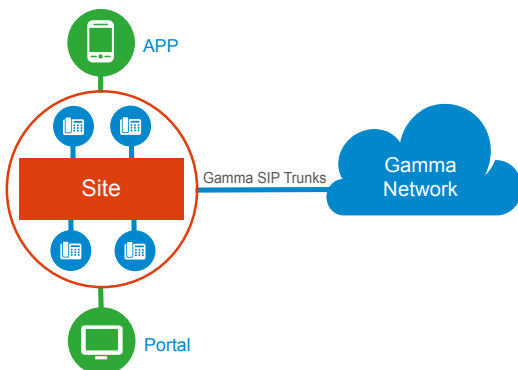 APP
Site
Gamma SIP Trunks
Gamma
Network
Portal